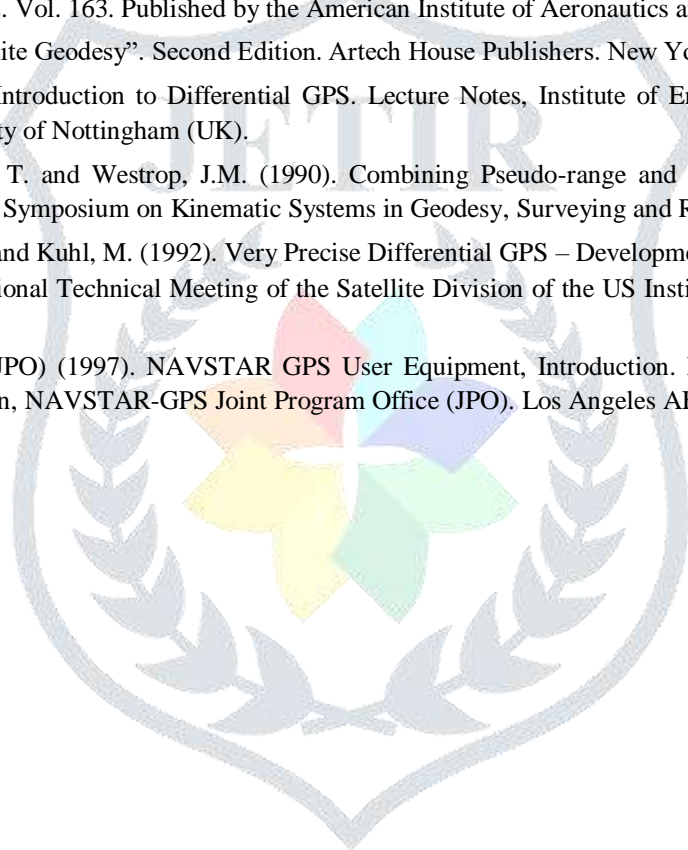 . Vol. 163. Published by the American Institute of Aeronautics a
ite Geodesy”. Second Edition. Artech House Publishers. New Yo
Introduction to Differential GPS. Lecture Notes, Institute of En
ty of Nottingham (UK).
T. and Westrop, J.M. (1990). Combining Pseudo-range and
Symposium on Kinematic Systems in Geodesy, Surveying and R
and Kuhl, M. (1992). Very Precise Differential GPS – Developme
ional Technical Meeting of the Satellite Division of the US Insti
JPO) (1997). NAVSTAR GPS User Equipment, Introduction.
n, NAVSTAR-GPS Joint Program Office (JPO). Los Angeles
JETIR